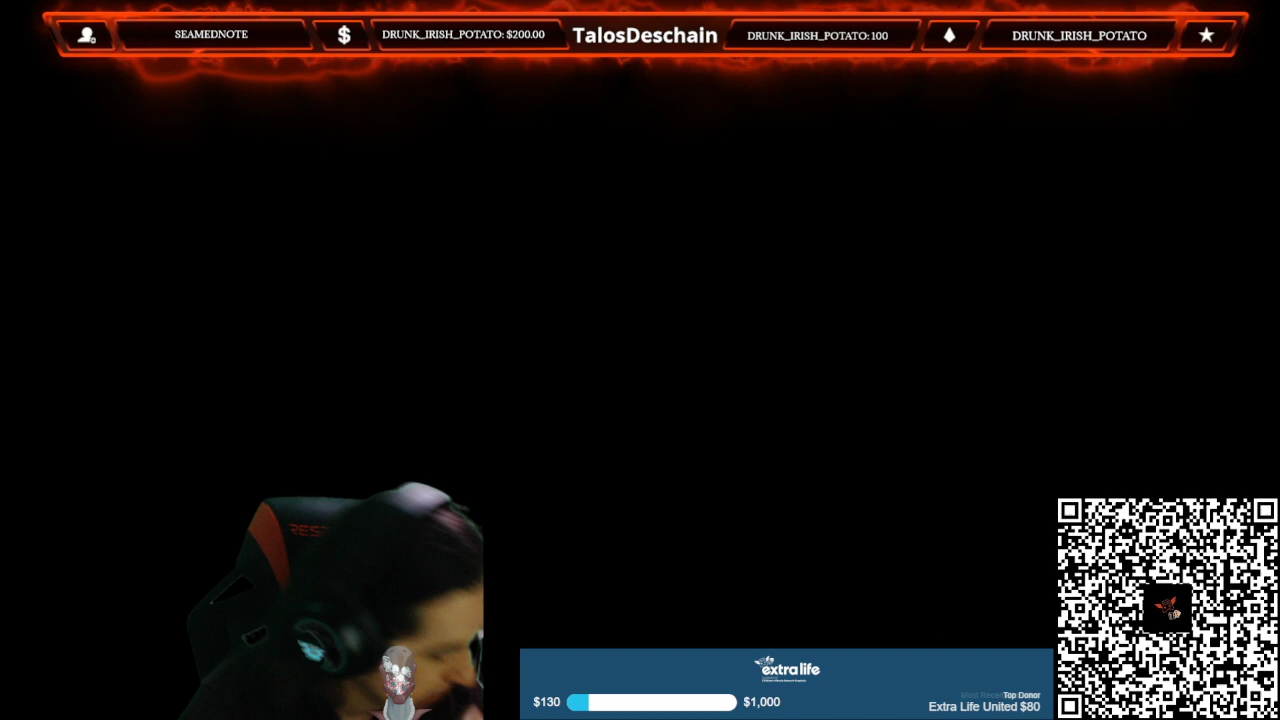 SEAMEDNOTE
$
DRUNK_IRISH_POTATO: $200.00
TalosDeschain
DRUNK_IRISH_POTATO: 100
DRUNK_IRISH_POTATO
extra life
$130
$1,000
Top Donor
Extra Life United $80